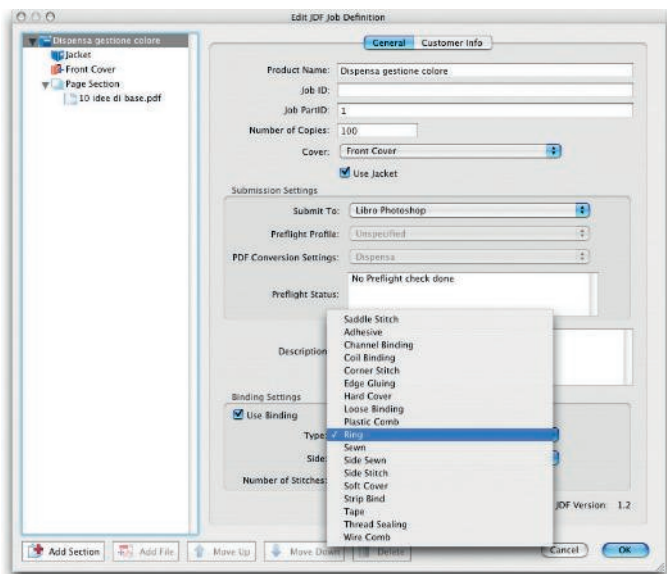 Edit JDF Job Definition
Dispensa gestione colore
Jacket
Front Cover
Page Section
10 idee di base.pdf
General
Customer Info
Product Name: Dispensa gestione colore
Job ID:
Job PartID: 1
Number of Copies: 100
Cover: Front Cover
Use Jacket
Submission Settings
Submit To: Libro Photoshop
Preflight Profile: Unspecified
PDF Conversion Settings: Dispensa
Preflight Status: No Preflight check done
Description
Binding Settings
Use Binding
Type:
Side:
Number of Stitches:
Saddle Stitch
Adhesive
Channel Binding
Coil Binding
Corner Stitch
Edge Gluing
Hard Cover
Loose Binding
Plastic Comb
✓ Ring
Sewn
Side Sewn
Side Stitch
Soft Cover
Strip Bind
Tape
Thread Sealing
Wire Comb
JDF Version 1.2
Add Section
Add File
Move Up
Move Down
Delete
Cancel
OK